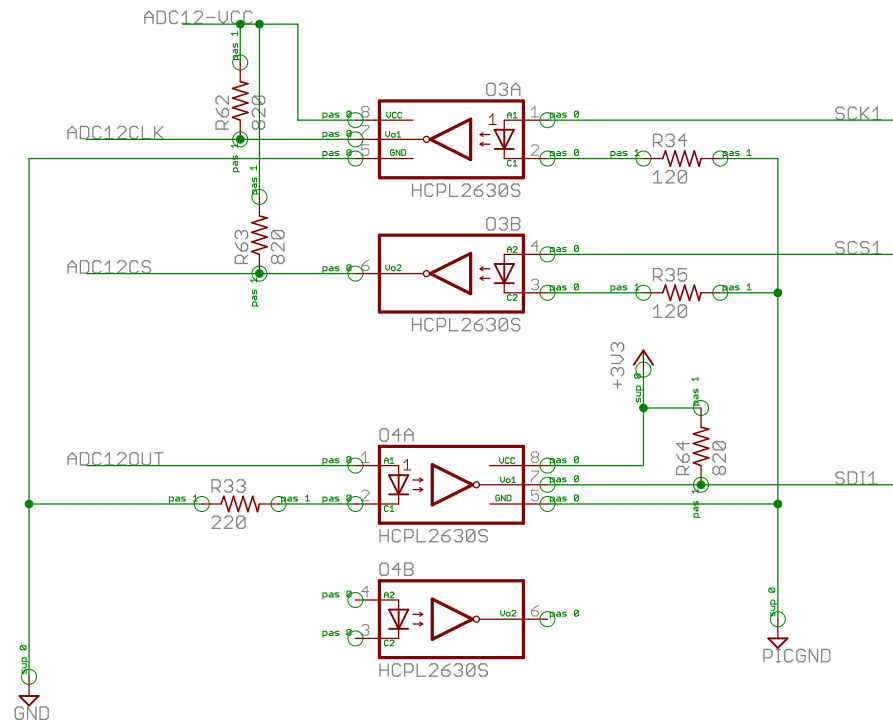 ADC12-VCC
pas 1
R62
820
pas 1
ADC12CLK
pas 0
8
VCC
pas 0
7
Vo1
pas 0
5
GND
O3A
1
A1
1
pas 0
C1
2
pas 0
HCPL2630S
SCK1
pas 1
R34
120
pas 1
pas 1
R63
820
pas 1
ADC12CS
pas 0
6
Vo2
O3B
A2
4
pas 0
C2
3
pas 0
HCPL2630S
SCS1
pas 1
R35
120
pas 1
+3V3
sup 0
pas 1
R64
820
pas 1
ADC12OUT
pas 0
1
A1
1
O4A
pas 1
R33
220
pas 1
pas 0
2
C1
VCC
8
pas 0
Vo1
7
pas 0
GND
5
pas 0
HCPL2630S
SDI1
O4B
pas 0
4
A2
pas 0
3
C2
Vo2
6
pas 0
HCPL2630S
sup 0
PICGND
sup 0
GND